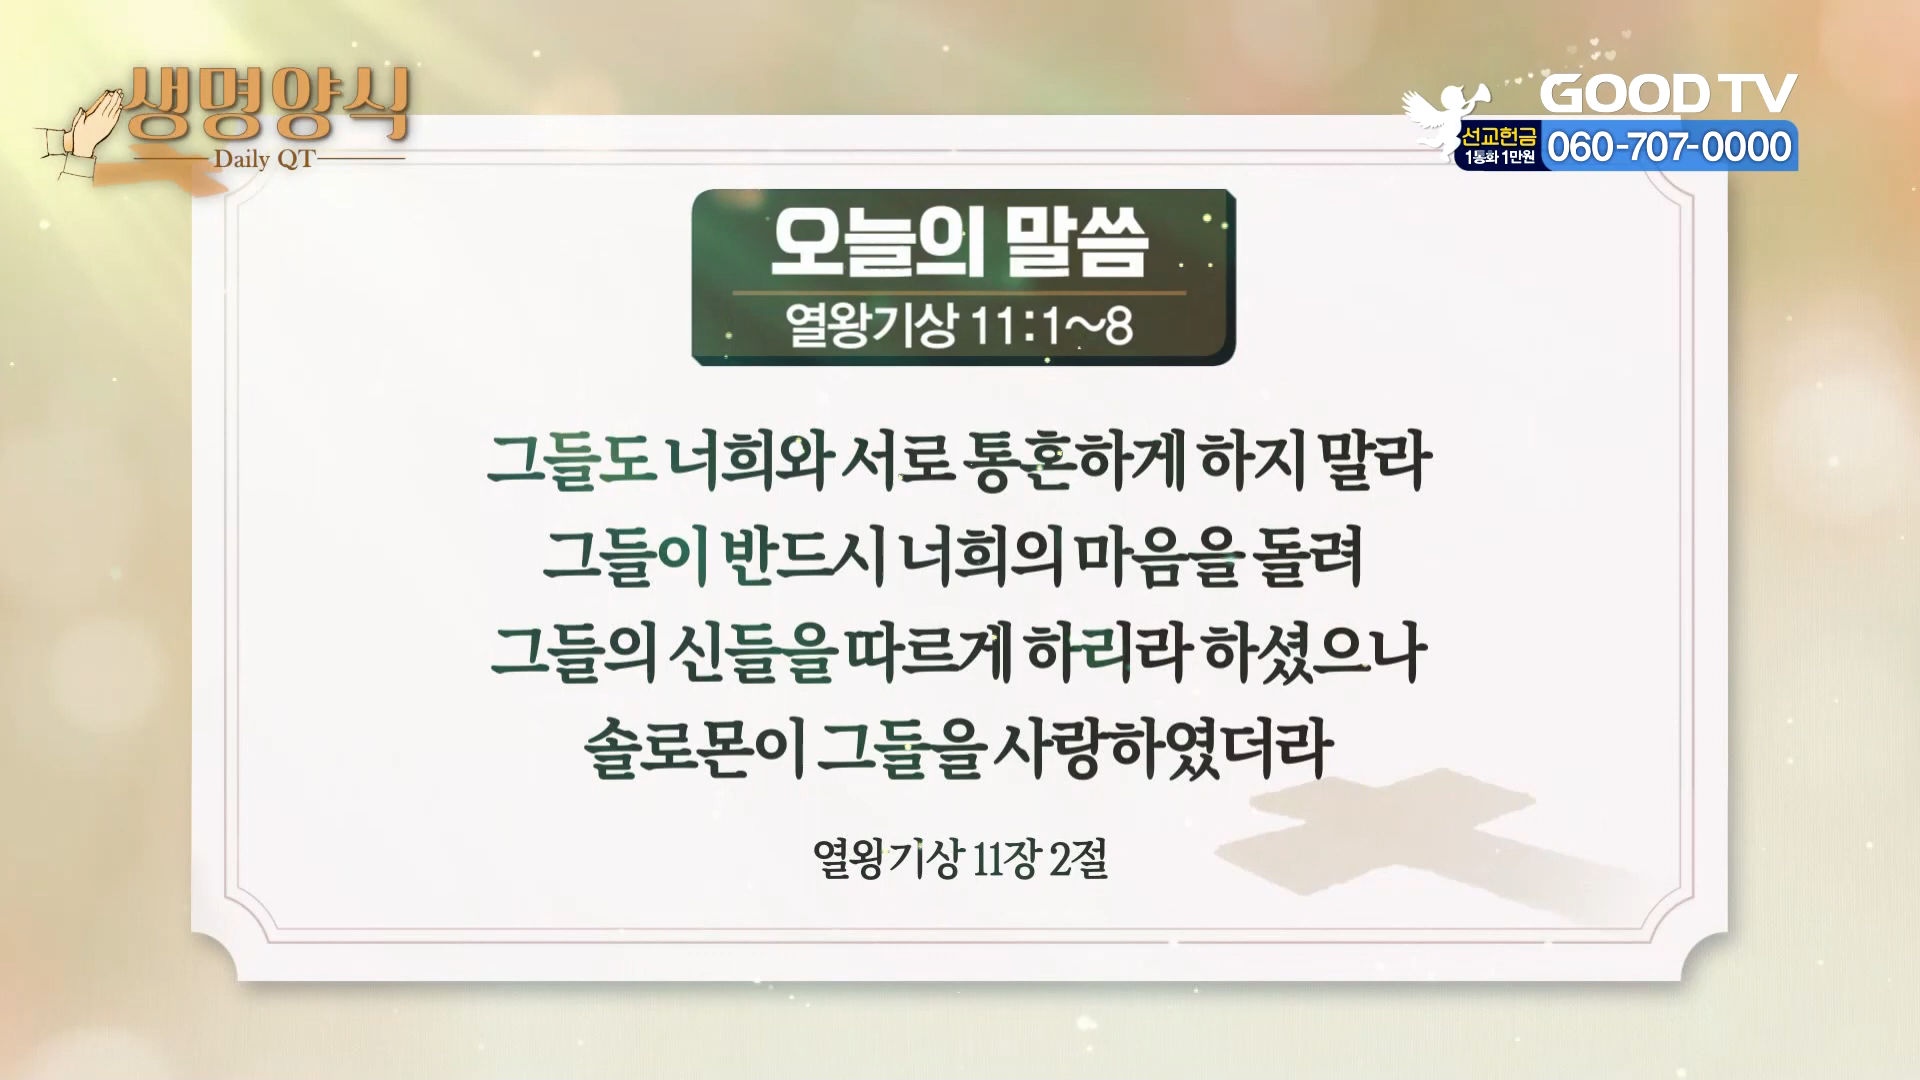 생명양식
Daily QT
GOODTV
선교헌금
1통화 1만원
060-707-0000
오늘의 말씀
열왕기상 11:1~8
그들도 너희와 서로 통혼하게 하지 말라
그들이 반드시 너희의 마음을 돌려
그들의 신들을 따르게 하리라 하셨으나
솔로몬이 그들을 사랑하였더라
열왕기상 11장 2절